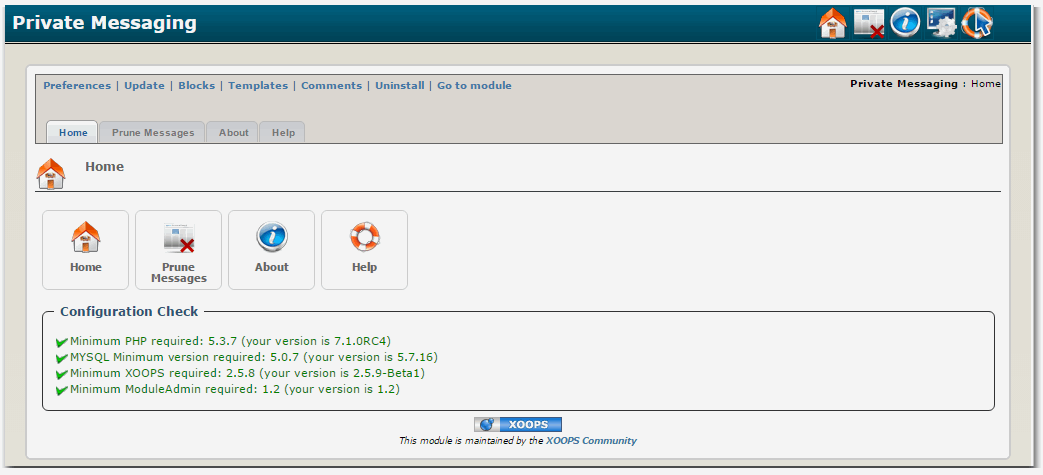 Private Messaging
Preferences | Update | Blocks | Templates | Comments | Uninstall | Go to module
Private Messaging : Home
Home Prune Messages About Help
Home
Home Prune Messages About Help
Configuration Check
Minimum PHP required: 5.3.7 (your version is 7.1.0RC4)
MYSQL Minimum version required: 5.0.7 (your version is 5.7.16)
Minimum XOOPS required: 2.5.8 (your version is 2.5.9-Beta1)
Minimum ModuleAdmin required: 1.2 (your version is 1.2)
XOOPS
This module is maintained by the XOOPS Community